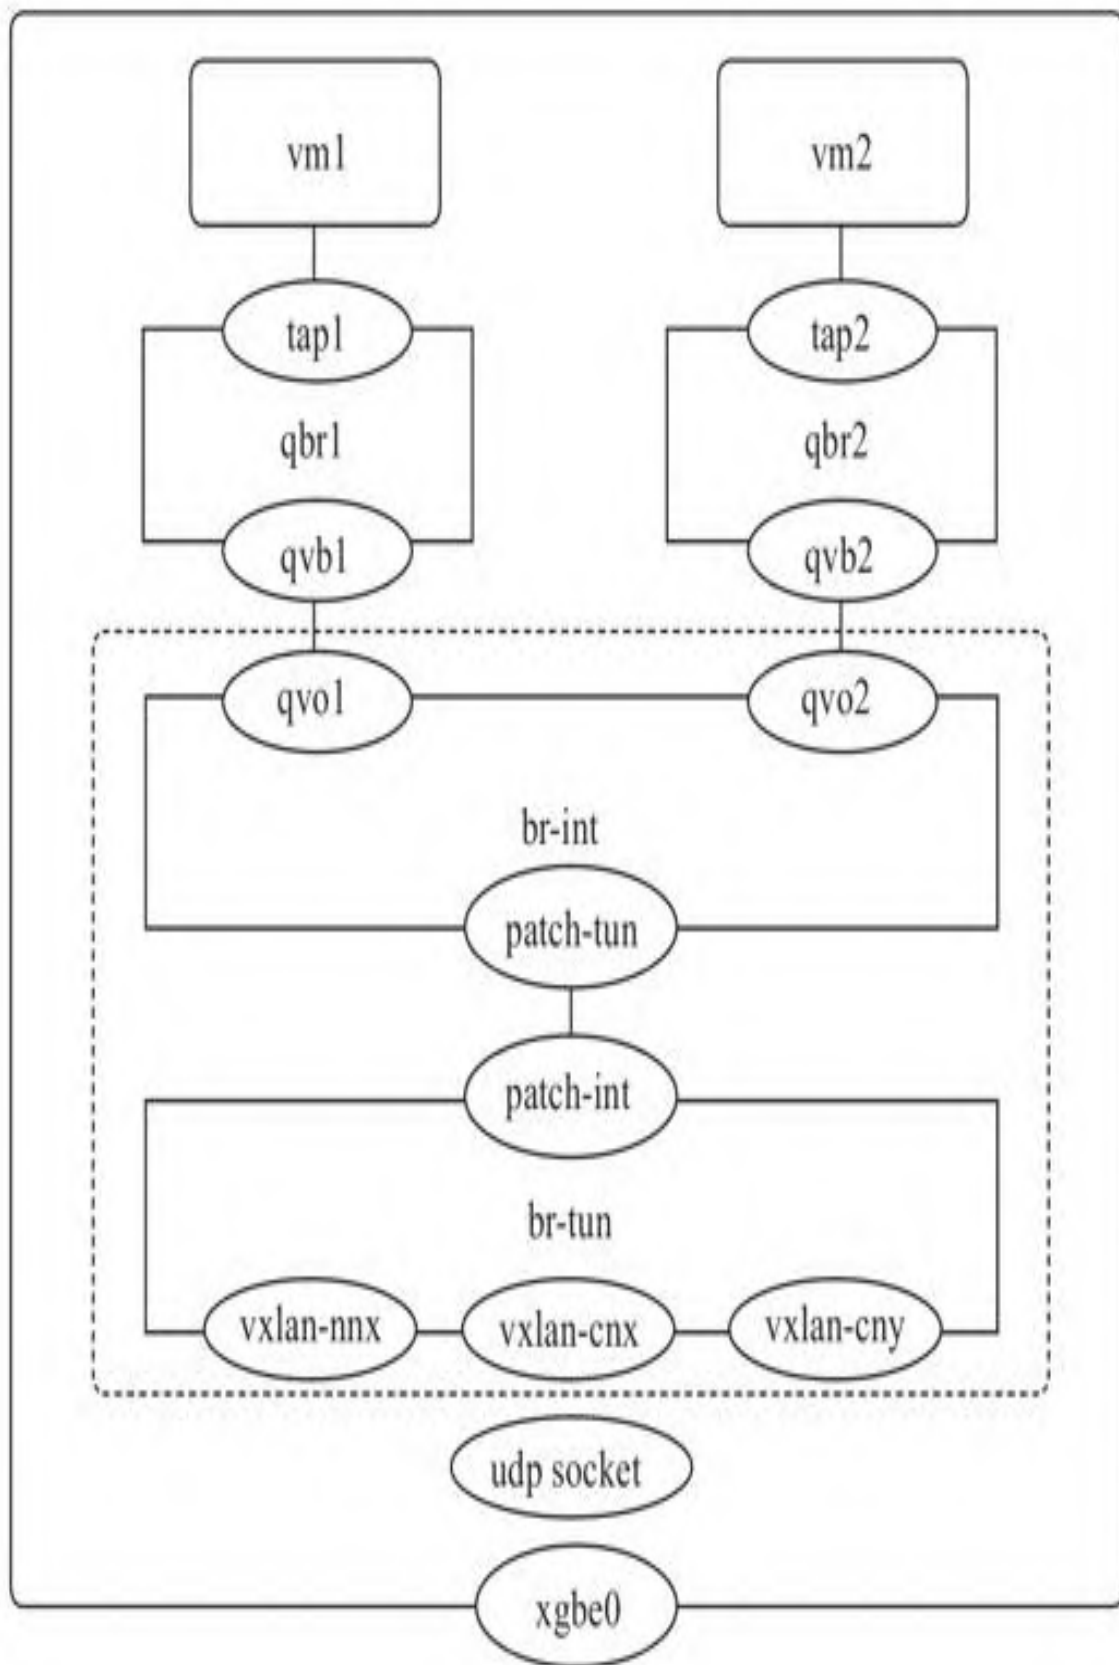 vm1
vm2
tap1
tap2
qbr1
qbr2
qvb1
qvb2
qvo1
qvo2
br-int
patch-tun
patch-int
br-tun
vxlan-nnx
vxlan-cnx
vxlan-cny
udp socket
xgbe0